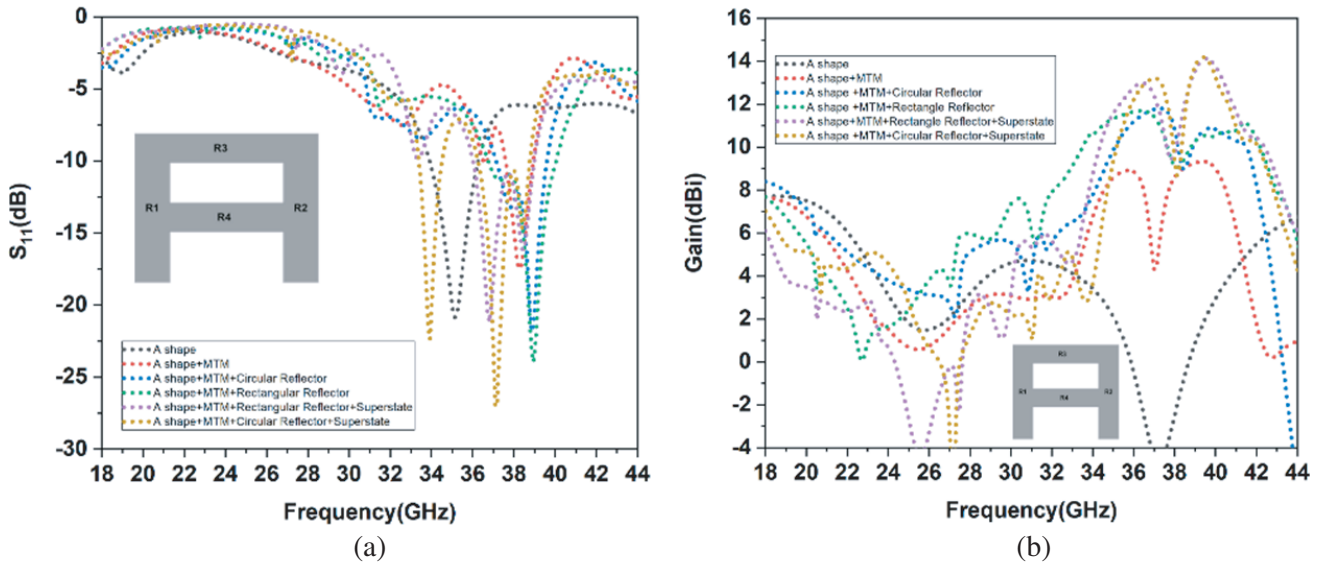 0
-5
-10
-15
-20
-25
-30
S11(dB)
R3
R1
R2
R4
A shape
A shape+MTM
A shape+MTM+Circular Reflector
A shape+MTM+Rectangular Reflector
A shape+MTM+Rectangular Reflector+Superstate
A shape+MTM+Circular Reflector+Superstate
18 20 22 24 26 28 30 32 34 36 38 40 42 44
Frequency(GHz)
(a)
16
14
12
10
8
6
4
2
0
-2
-4
Gain(dBi)
A shape
A shape+MTM
A shape +MTM+Circular Reflector
A shape +MTM+Rectangle Reflector
A shape+MTM+Rectangle Reflector+Superstate
A shape +MTM+Circular Reflector+Superstate
R3
R1
R2
R4
18 20 22 24 26 28 30 32 34 36 38 40 42 44
Frequency(GHz)
(b)